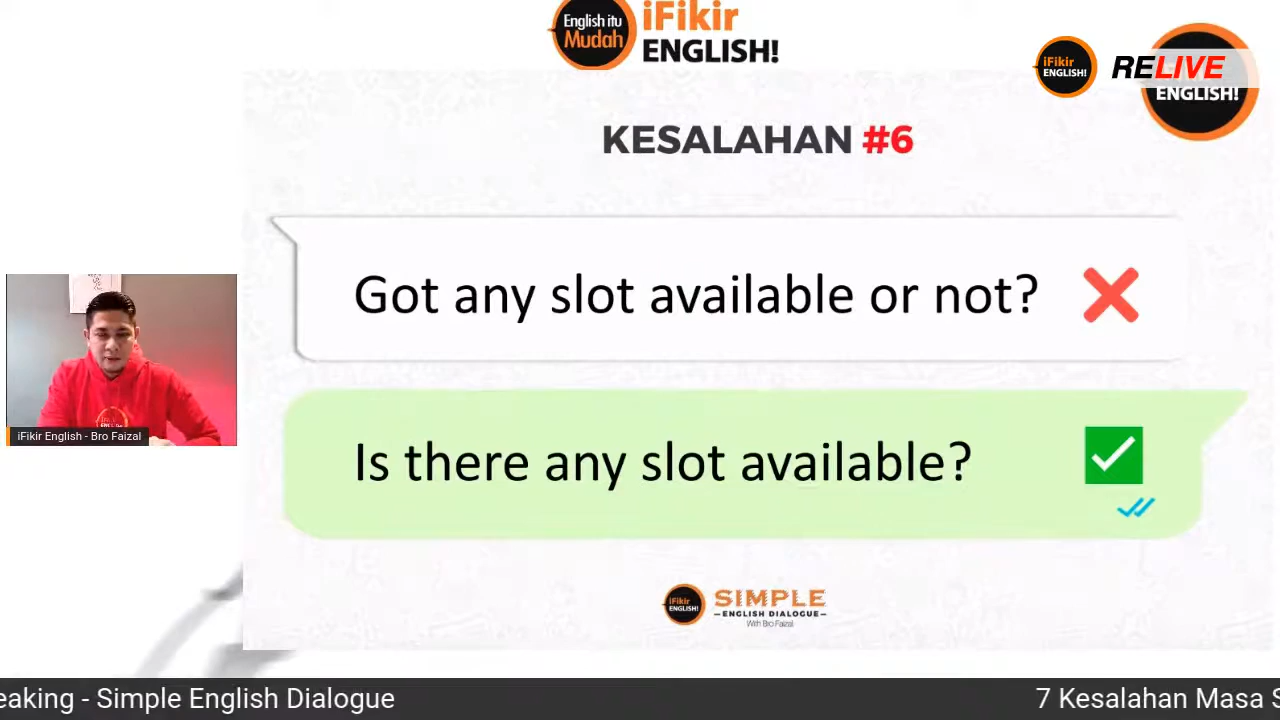 English itu
Mudah
iFikir
ENGLISH!
iFikir
ENGLISH!
RELIVE
ENGLISH!
KESALAHAN #6
Got any slot available or not?
Is there any slot available?
iFikir English - Bro Faizal
iFikir
ENGLISH!
SIMPLE
ENGLISH DIALOGUE
With Bro Faizal
eaking - Simple English Dialogue
7 Kesalahan Masa S